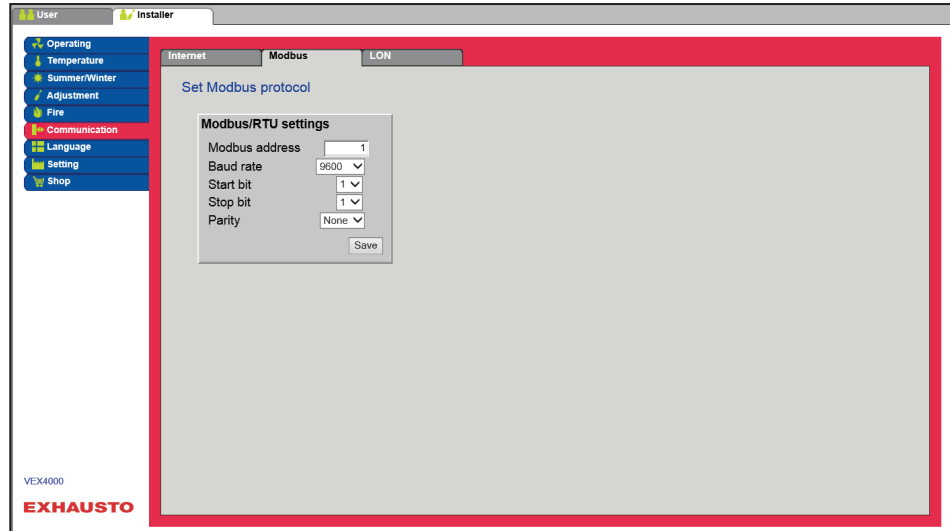 User
Installer
Operating
Temperature
Summer/Winter
Adjustment
Fire
Communication
Language
Setting
Shop
Internet
Modbus
LON
Set Modbus protocol
Modbus/RTU settings
Modbus address 1
Baud rate 9600
Start bit 1
Stop bit 1
Parity None
Save
VEX4000
EXHAUSTO